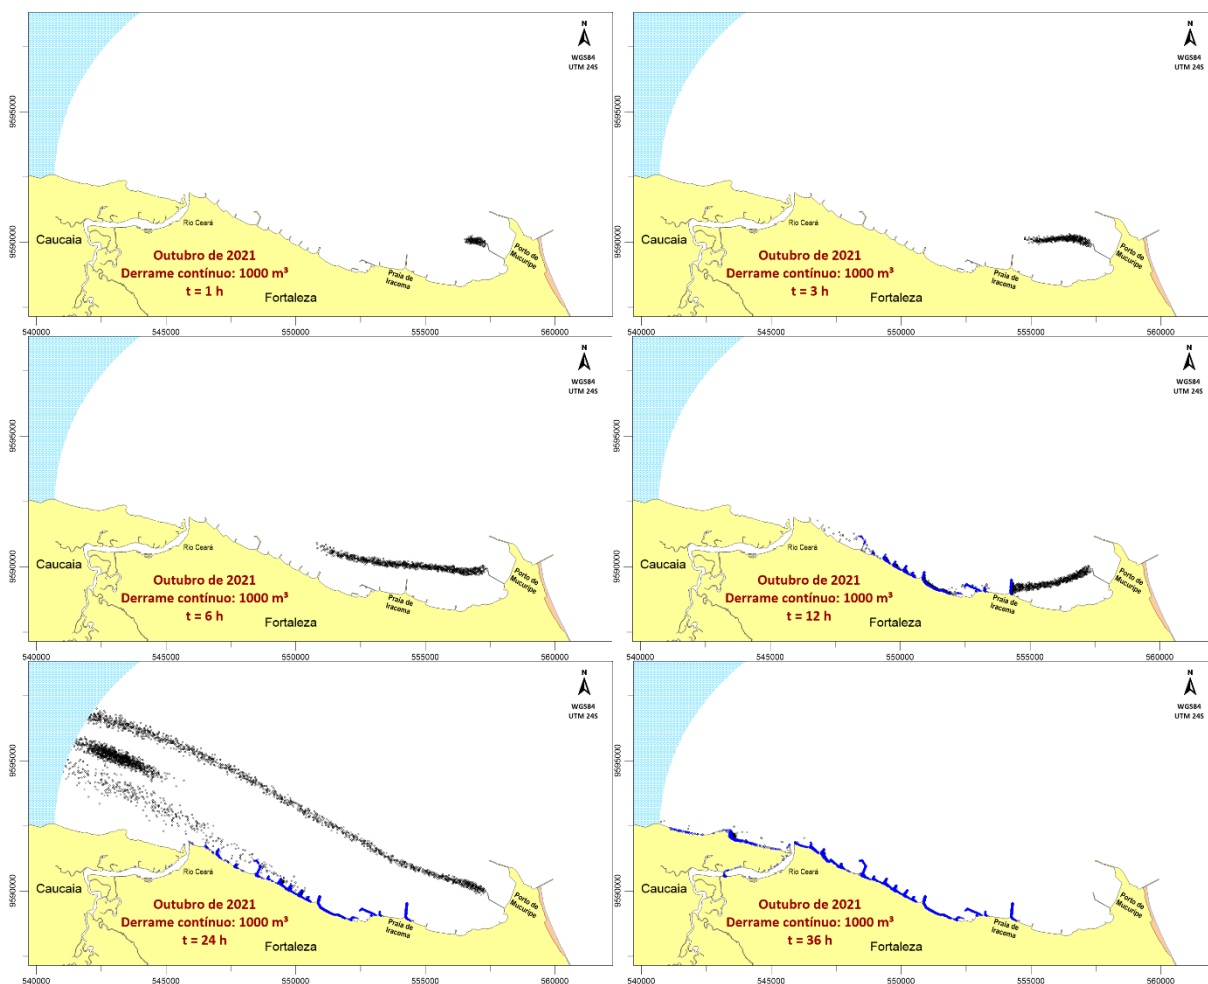 N
WGS84
UTM 24S
9595000
9590000
Rio Ceará
Caucaia
Outubro de 2021
Derrame contínuo: 1000 m³
t = 1 h
Fortaleza
Praia de
Iracema
Porto de
Mucuripe
540000
545000
550000
555000
560000
N
WGS84
UTM 24S
9595000
9590000
Rio Ceará
Caucaia
Outubro de 2021
Derrame contínuo: 1000 m³
t = 3 h
Fortaleza
Praia de
Iracema
Porto de
Mucuripe
540000
545000
550000
555000
560000
N
WGS84
UTM 24S
9595000
9590000
Rio Ceará
Caucaia
Outubro de 2021
Derrame contínuo: 1000 m³
t = 6 h
Fortaleza
Praia de
Iracema
Porto de
Mucuripe
540000
545000
550000
555000
560000
N
WGS84
UTM 24S
9595000
9590000
Rio Ceará
Caucaia
Outubro de 2021
Derrame contínuo: 1000 m³
t = 12 h
Fortaleza
Praia de
Iracema
Porto de
Mucuripe
540000
545000
550000
555000
560000
N
WGS84
UTM 24S
9595000
9590000
Rio Ceará
Caucaia
Outubro de 2021
Derrame contínuo: 1000 m³
t = 24 h
Fortaleza
Praia de
Iracema
Porto de
Mucuripe
540000
545000
550000
555000
560000
N
WGS84
UTM 24S
9595000
9590000
Rio Ceará
Caucaia
Outubro de 2021
Derrame contínuo: 1000 m³
t = 36 h
Fortaleza
Praia de
Iracema
Porto de
Mucuripe
540000
545000
550000
555000
560000